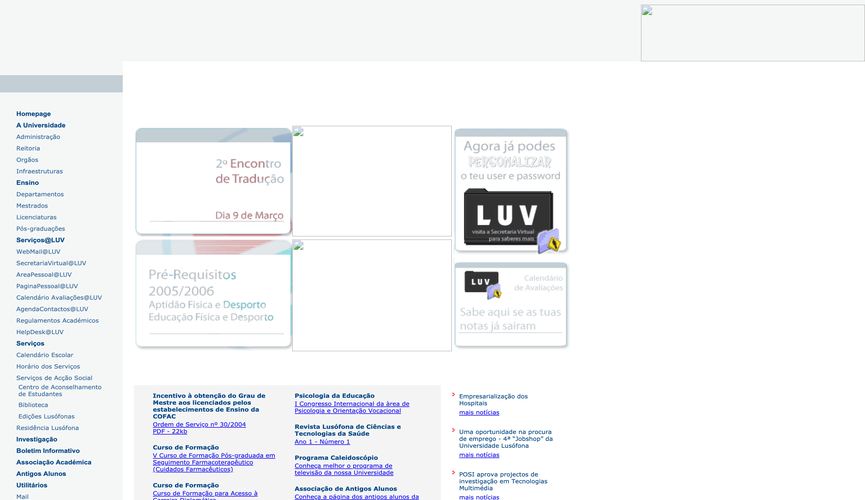 Homepage
A Universidade
Administração
Reitoria
Orgãos
Infraestruturas
Ensino
Departamentos
Mestrados
Licenciaturas
Pós-graduações
Serviços@LUV
WebMail@LUV
SecretariaVirtual@LUV
AreaPessoal@LUV
PaginaPessoal@LUV
Calendário Avaliações@LUV
AgendaContactos@LUV
Regulamentos Académicos
HelpDesk@LUV
Serviços
Calendário Escolar
Horário dos Serviços
Serviços de Acção Social
Centro de Aconselhamento
de Estudantes
Biblioteca
Edições Lusófonas
Residência Lusófona
Investigação
Boletim Informativo
Associação Académica
Antigos Alunos
Utilitários
Mail
2º Encontro
de Tradução
Dia 9 de Março
Pré-Requisitos
2005/2006
Aptidão Fisica e Desporto
Educação Fisica e Desporto
Agora já podes
PERSONALIZAR
o teu user e password
LUV
visita a Secretaria Virtual
para saberes mais
LUV
Calendário
de Avaliações
Sabe aqui se as tuas
notas já sairam
Incentivo à obtenção do Grau de
Mestre aos licenciados pelos
estabelecimentos de Ensino da
COFAC
Ordem de Serviço nº 30/2004
PDF - 22kb
Curso de Formação
V Curso de Formação Pós-graduada em
Seguimento Farmacoterapêutico
(Cuidados Farmacêuticos)
Curso de Formação
Curso de Formação para Acesso à
Carreira Diplomática
Psicologia da Educação
I Congresso Internacional da àrea de
Psicologia e Orientação Vocacional
Revista Lusófona de Ciências e
Tecnologias da Saúde
Ano 1 - Número 1
Programa Caleidoscópio
Conheça melhor o programa de
televisão da nossa Universidade
Associação de Antigos Alunos
Conheça a página dos antigos alunos da
Empresarialização dos
Hospitais
mais notícias
Uma oportunidade na procura
de emprego - 4ª “Jobshop” da
Universidade Lusófona
mais notícias
POSI aprova projectos de
investigação em Tecnologias
Multimédia
mais notícias